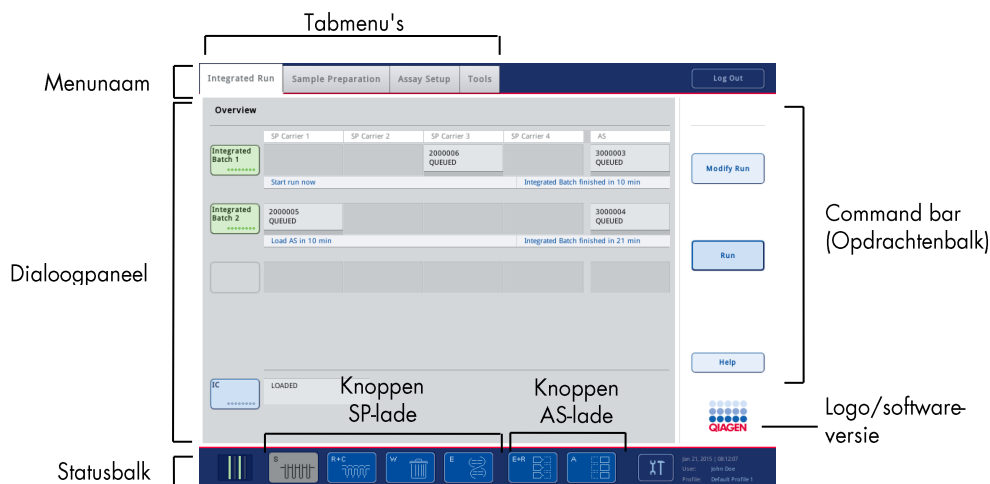 Tabmenu's
Menunaam
Integrated Run Sample Preparation Assay Setup Tools Log Out
Overview
SP Carrier 1 SP Carrier 2 SP Carrier 3 SP Carrier 4 AS
Integrated Batch 1
2000006 QUEUED
3000003 QUEUED
Start run now Integrated Batch finished in 10 min
Modify Run
Integrated Batch 2
2000005 QUEUED
3000004 QUEUED
Load AS in 10 min Integrated Batch finished in 21 min
Run
Command bar
(Opdrachtenbalk)
Dialoogpaneel
Help
IC
LOADED
Knoppen
SP-lade
Knoppen
AS-lade
QIAGEN
Logo/software-
versie
Statusbalk
S R+C W E E+R A
Jan 21, 2015 | 08:12:07
User: John Doe
Profile: Default Profile 1